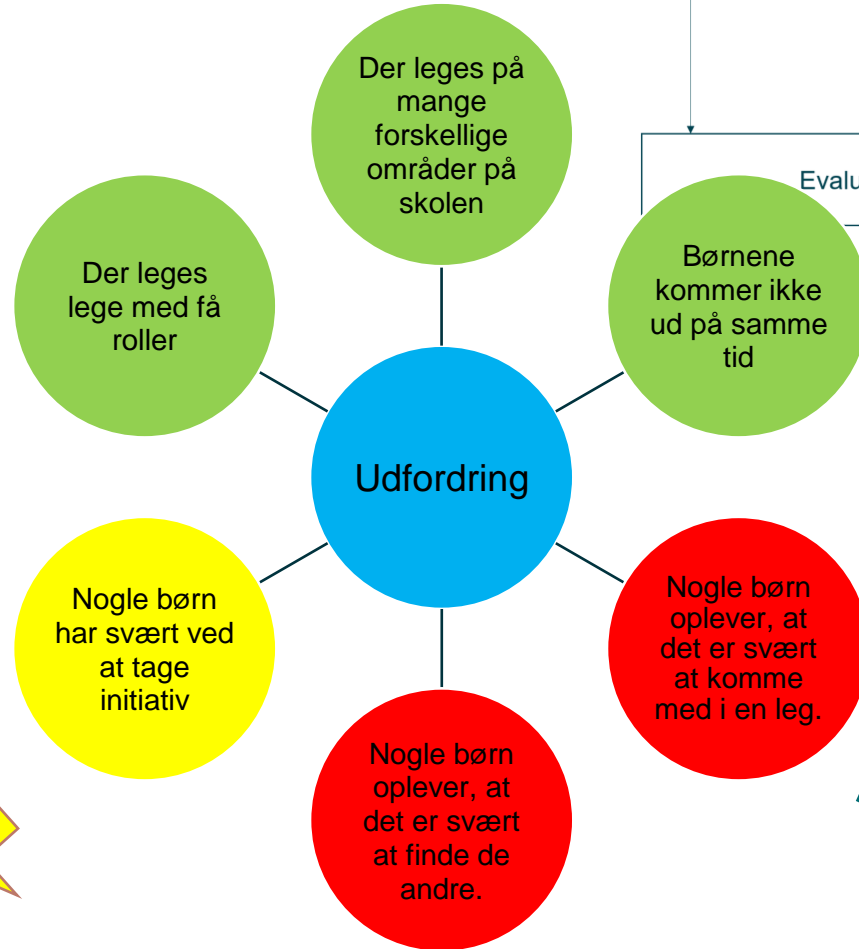 Der leges på
mange
forskellige
områder på
skolen
Evalu
Børnene
kommer ikke
ud på samme
tid
Der leges
lege med få
roller
Udfordring
Nogle børn
oplever, at
det er svært
at komme
med i en leg.
Nogle børn
har svært ved
at tage
initiativ
Nogle børn
oplever, at
det er svært
at finde de
andre.